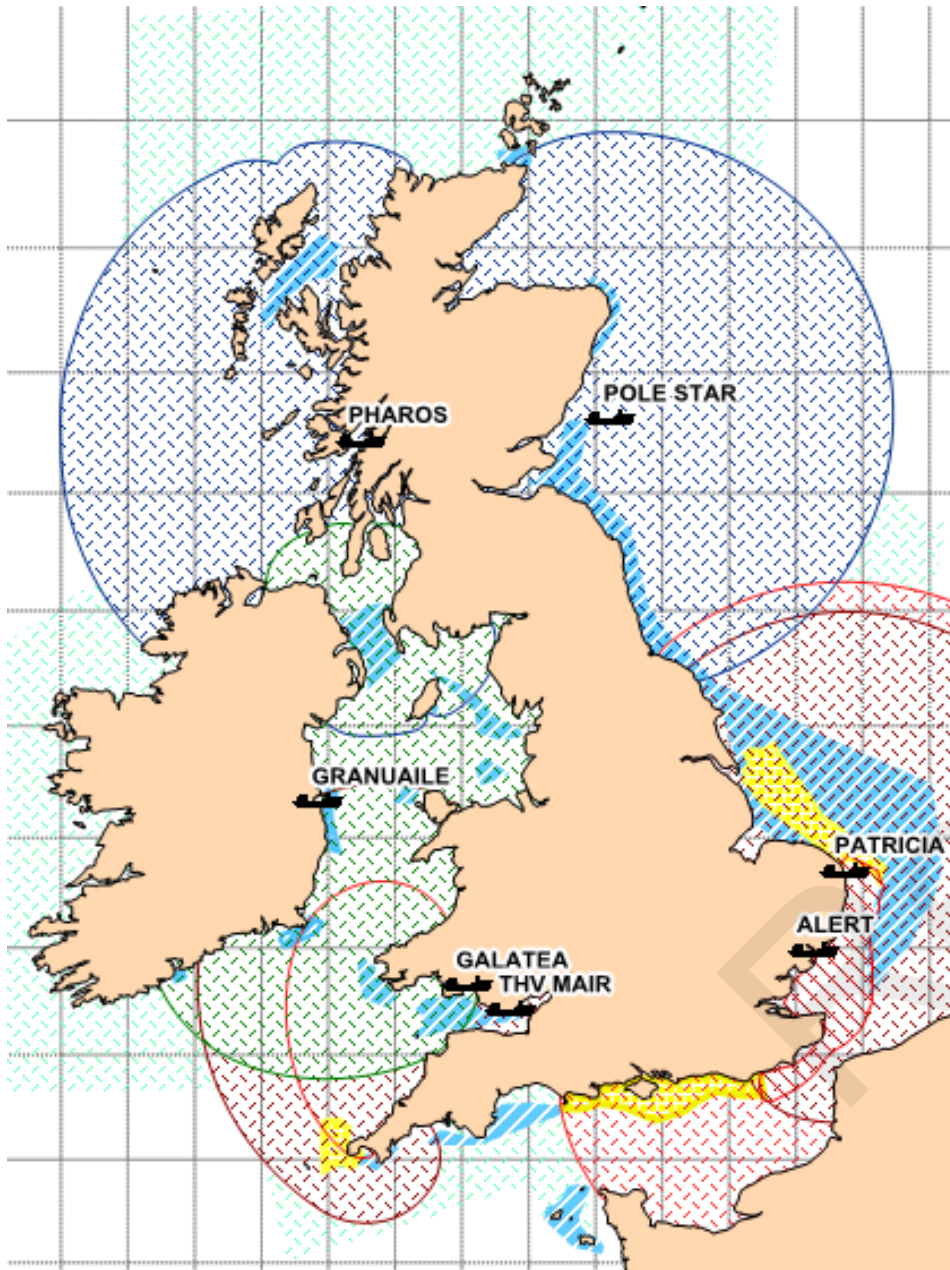 POLE STAR
PHAROS
GRANUAILE
PATRICIA
ALERT
GALATEA
THV MAIR